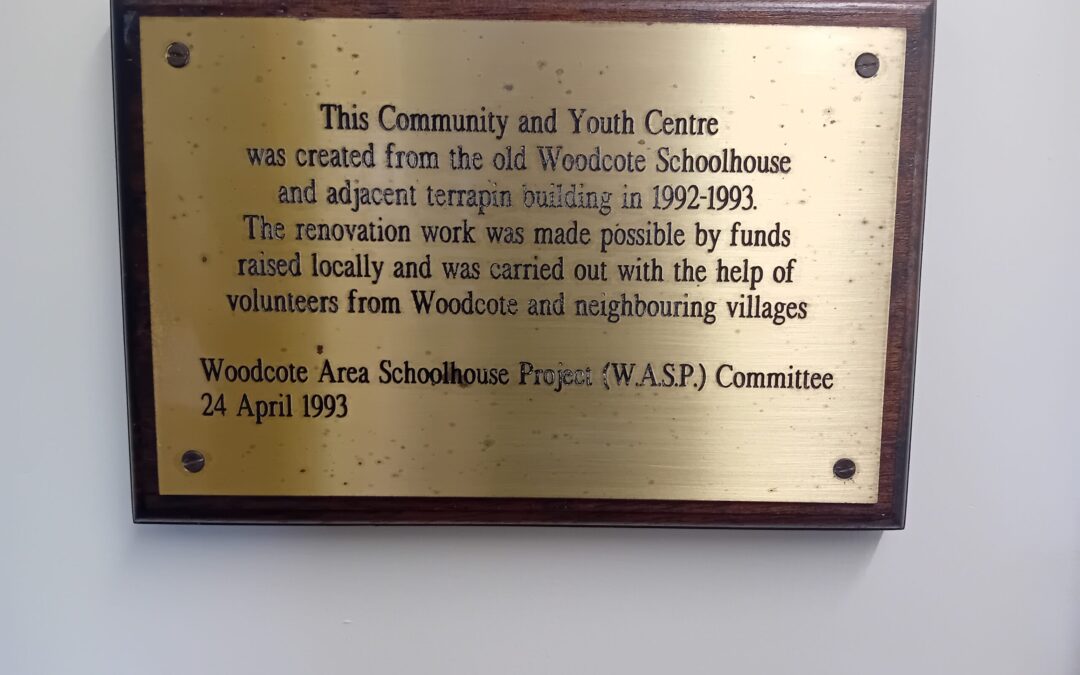 This Community and Youth Centre
was created from the old Woodcote Schoolhouse
and adjacent terrapin building in 1992-1993.
The renovation work was made possible by funds
raised locally and was carried out with the help of
volunteers from Woodcote and neighbouring villages
Woodcote Area Schoolhouse Project (W.A.S.P.) Committee
24 April 1993